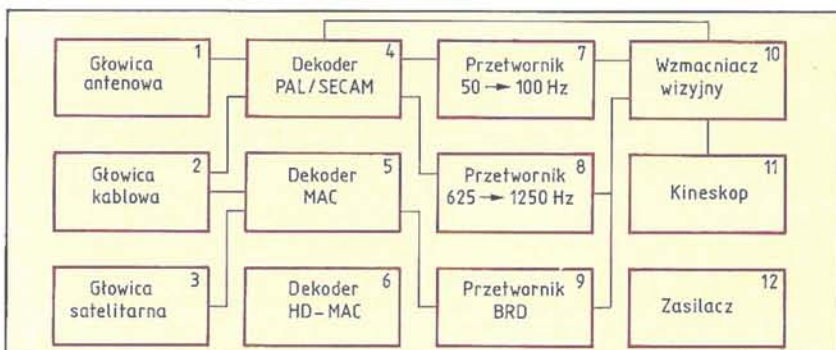 1
Głowica
antenowa
4
Dekoder
PAL/SECAM
7
Przetwornik
50 → 100 Hz
10
Wzmacniacz
wizyjny
2
Głowica
kablowa
5
Dekoder
MAC
8
Przetwornik
625 → 1250 Hz
11
Kineskop
3
Głowica
satelitarna
6
Dekoder
HD-MAC
9
Przetwornik
BRD
12
Zasilacz